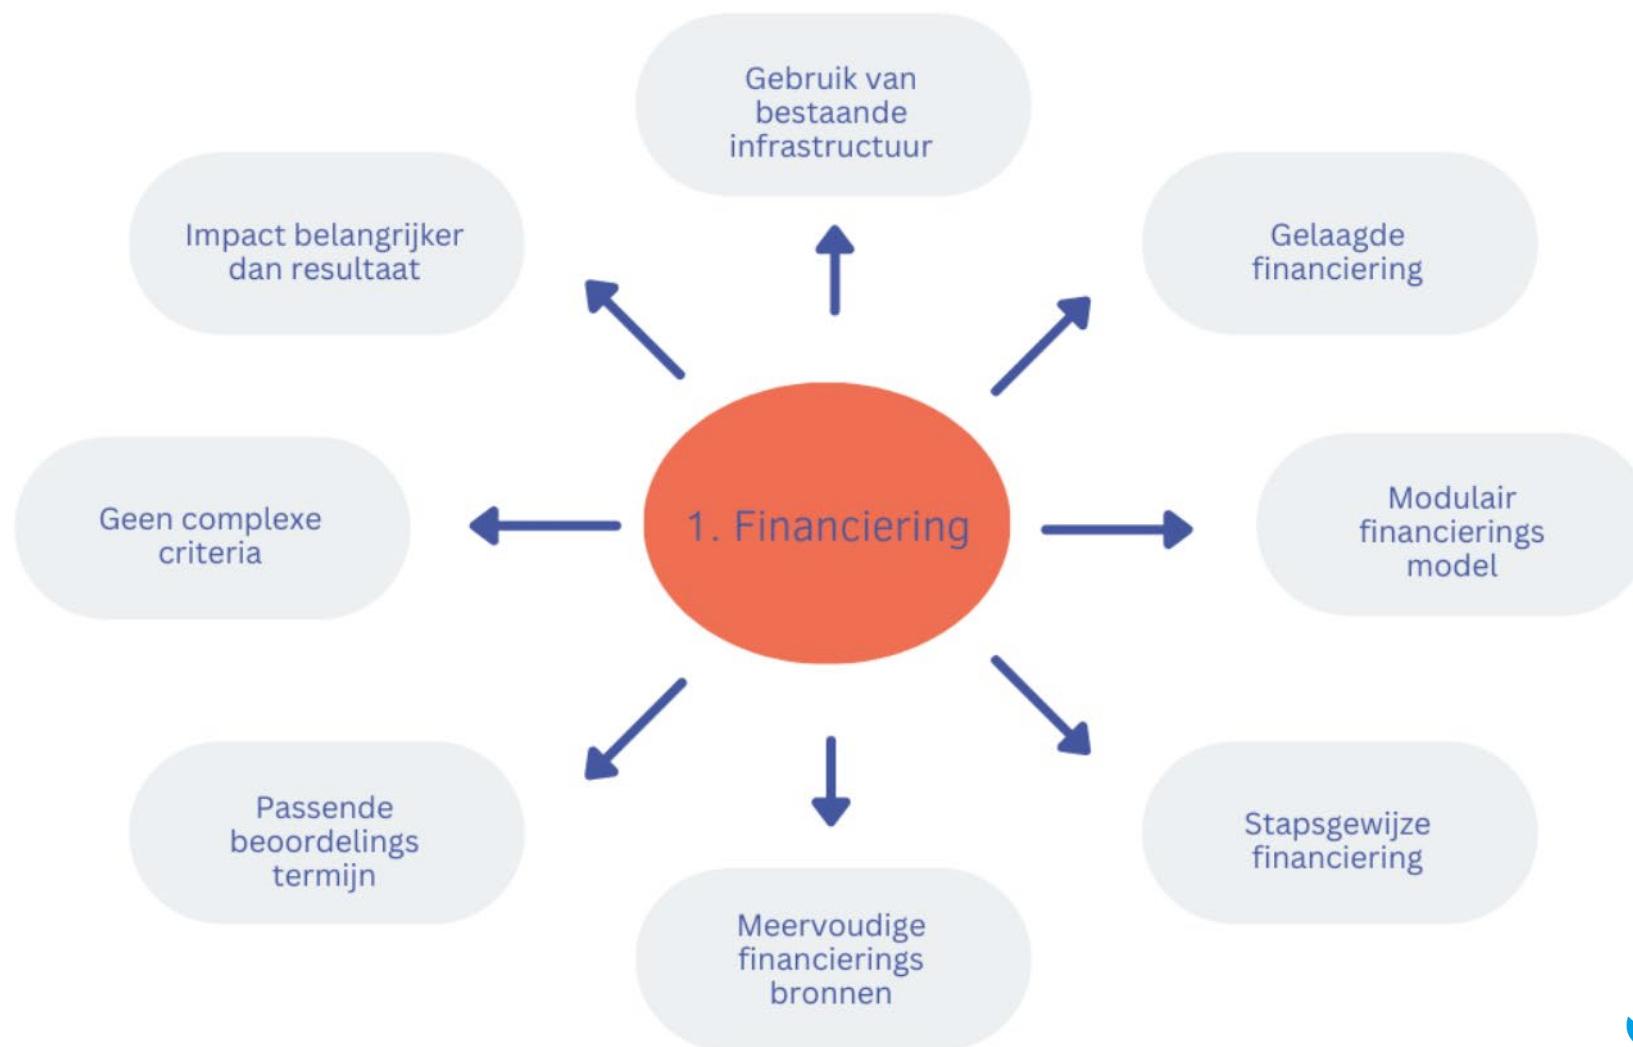 Gebruik van
bestaande
infrastructuur
Impact belangrijker
dan resultaat
Gelaagde
financiering
Geen complexe
criteria
1. Financiering
Modulair
financierings
model
Passende
beoordelings
termijn
Stapsgewijze
financiering
Meervoudige
financierings
bronnen